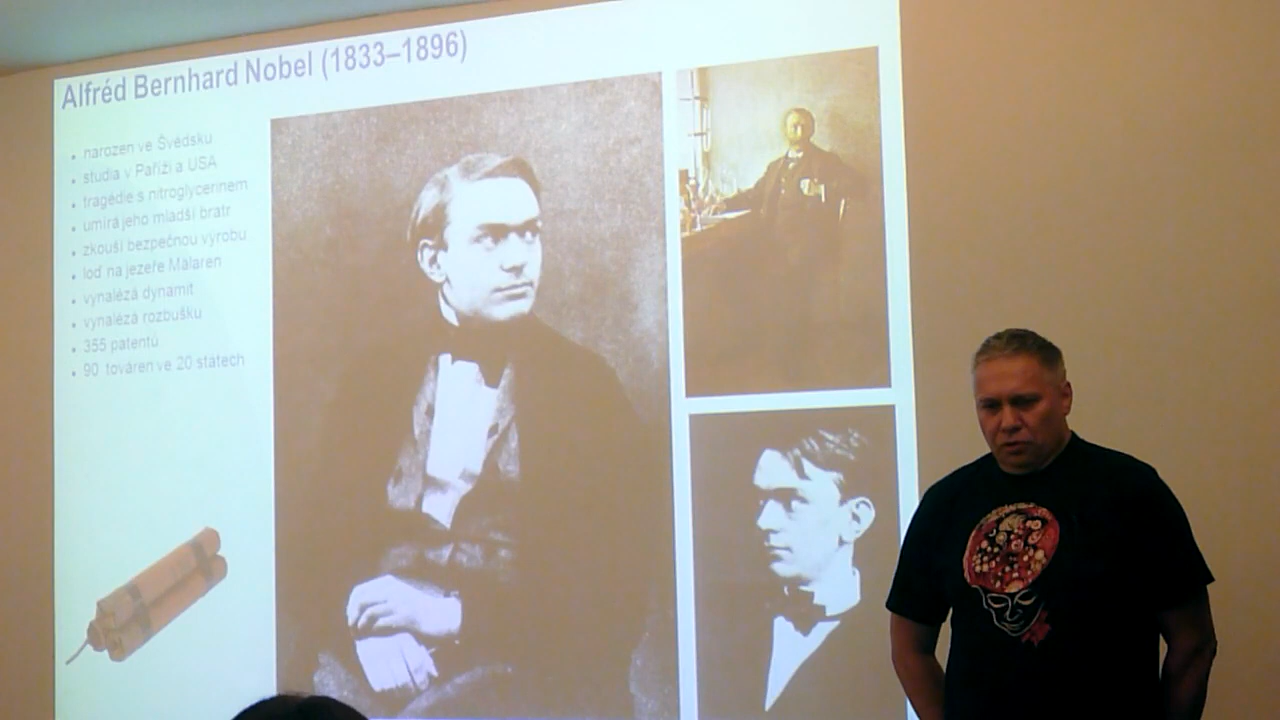 Alfréd Bernhard Nobel (1833–1896)
• narozen ve Švédsku
• studia v Paříži a USA
• tragédie s nitroglycerinem
• umírá jeho mladší bratr
• zkouší bezpečnou výrobu
• loď na jezeře Mälaren
• vynalézá dynamit
• vynalézá rozbušku
• 355 patentů
• 90 továren ve 20 státech